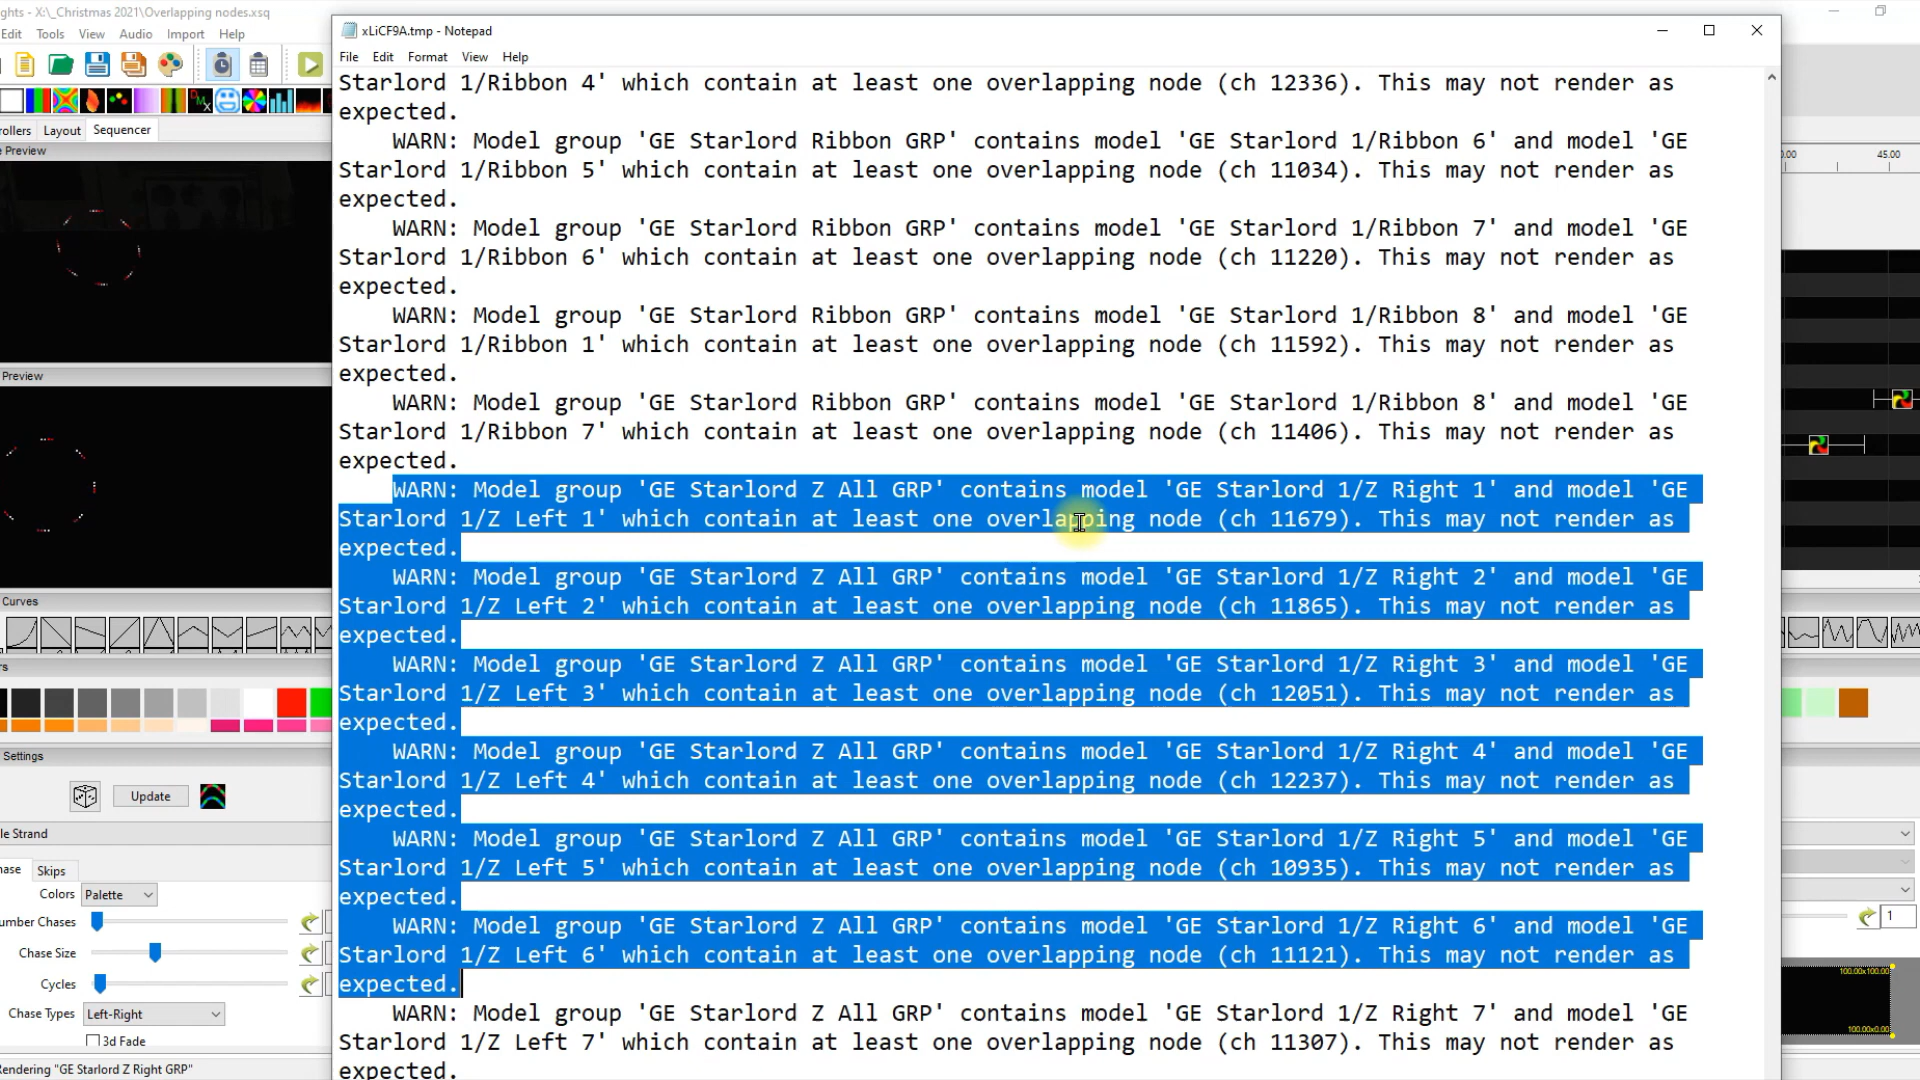 ghts - X:\_Christmas 2021\Overlapping nodes.xsq
Edit Tools View Audio Import Help
rollers Layout Sequencer
e Preview
Preview
Curves
rs
Settings
Update
le Strand
hase Skips
Colors Palette
umber Chases
Chase Size
Cycles
Chase Types Left-Right
3d Fade
Rendering "GE Starlord Z Right GRP"
xLiCF9A.tmp - Notepad
File Edit Format View Help
Starlord 1/Ribbon 4' which contain at least one overlapping node (ch 12336). This may not render as
expected.
WARN: Model group 'GE Starlord Ribbon GRP' contains model 'GE Starlord 1/Ribbon 6' and model 'GE
Starlord 1/Ribbon 5' which contain at least one overlapping node (ch 11034). This may not render as
expected.
WARN: Model group 'GE Starlord Ribbon GRP' contains model 'GE Starlord 1/Ribbon 7' and model 'GE
Starlord 1/Ribbon 6' which contain at least one overlapping node (ch 11220). This may not render as
expected.
WARN: Model group 'GE Starlord Ribbon GRP' contains model 'GE Starlord 1/Ribbon 8' and model 'GE
Starlord 1/Ribbon 1' which contain at least one overlapping node (ch 11592). This may not render as
expected.
WARN: Model group 'GE Starlord Ribbon GRP' contains model 'GE Starlord 1/Ribbon 8' and model 'GE
Starlord 1/Ribbon 7' which contain at least one overlapping node (ch 11406). This may not render as
expected.
WARN: Model group 'GE Starlord Z All GRP' contains model 'GE Starlord 1/Z Right 1' and model 'GE
Starlord 1/Z Left 1' which contain at least one overlapping node (ch 11679). This may not render as
expected.
WARN: Model group 'GE Starlord Z All GRP' contains model 'GE Starlord 1/Z Right 2' and model 'GE
Starlord 1/Z Left 2' which contain at least one overlapping node (ch 11865). This may not render as
expected.
WARN: Model group 'GE Starlord Z All GRP' contains model 'GE Starlord 1/Z Right 3' and model 'GE
Starlord 1/Z Left 3' which contain at least one overlapping node (ch 12051). This may not render as
expected.
WARN: Model group 'GE Starlord Z All GRP' contains model 'GE Starlord 1/Z Right 4' and model 'GE
Starlord 1/Z Left 4' which contain at least one overlapping node (ch 12237). This may not render as
expected.
WARN: Model group 'GE Starlord Z All GRP' contains model 'GE Starlord 1/Z Right 5' and model 'GE
Starlord 1/Z Left 5' which contain at least one overlapping node (ch 10935). This may not render as
expected.
WARN: Model group 'GE Starlord Z All GRP' contains model 'GE Starlord 1/Z Right 6' and model 'GE
Starlord 1/Z Left 6' which contain at least one overlapping node (ch 11121). This may not render as
expected.
WARN: Model group 'GE Starlord Z All GRP' contains model 'GE Starlord 1/Z Right 7' and model 'GE
Starlord 1/Z Left 7' which contain at least one overlapping node (ch 11307). This may not render as
expected.
0.00 45.00
1
100.00x100.00
100.00x0.00